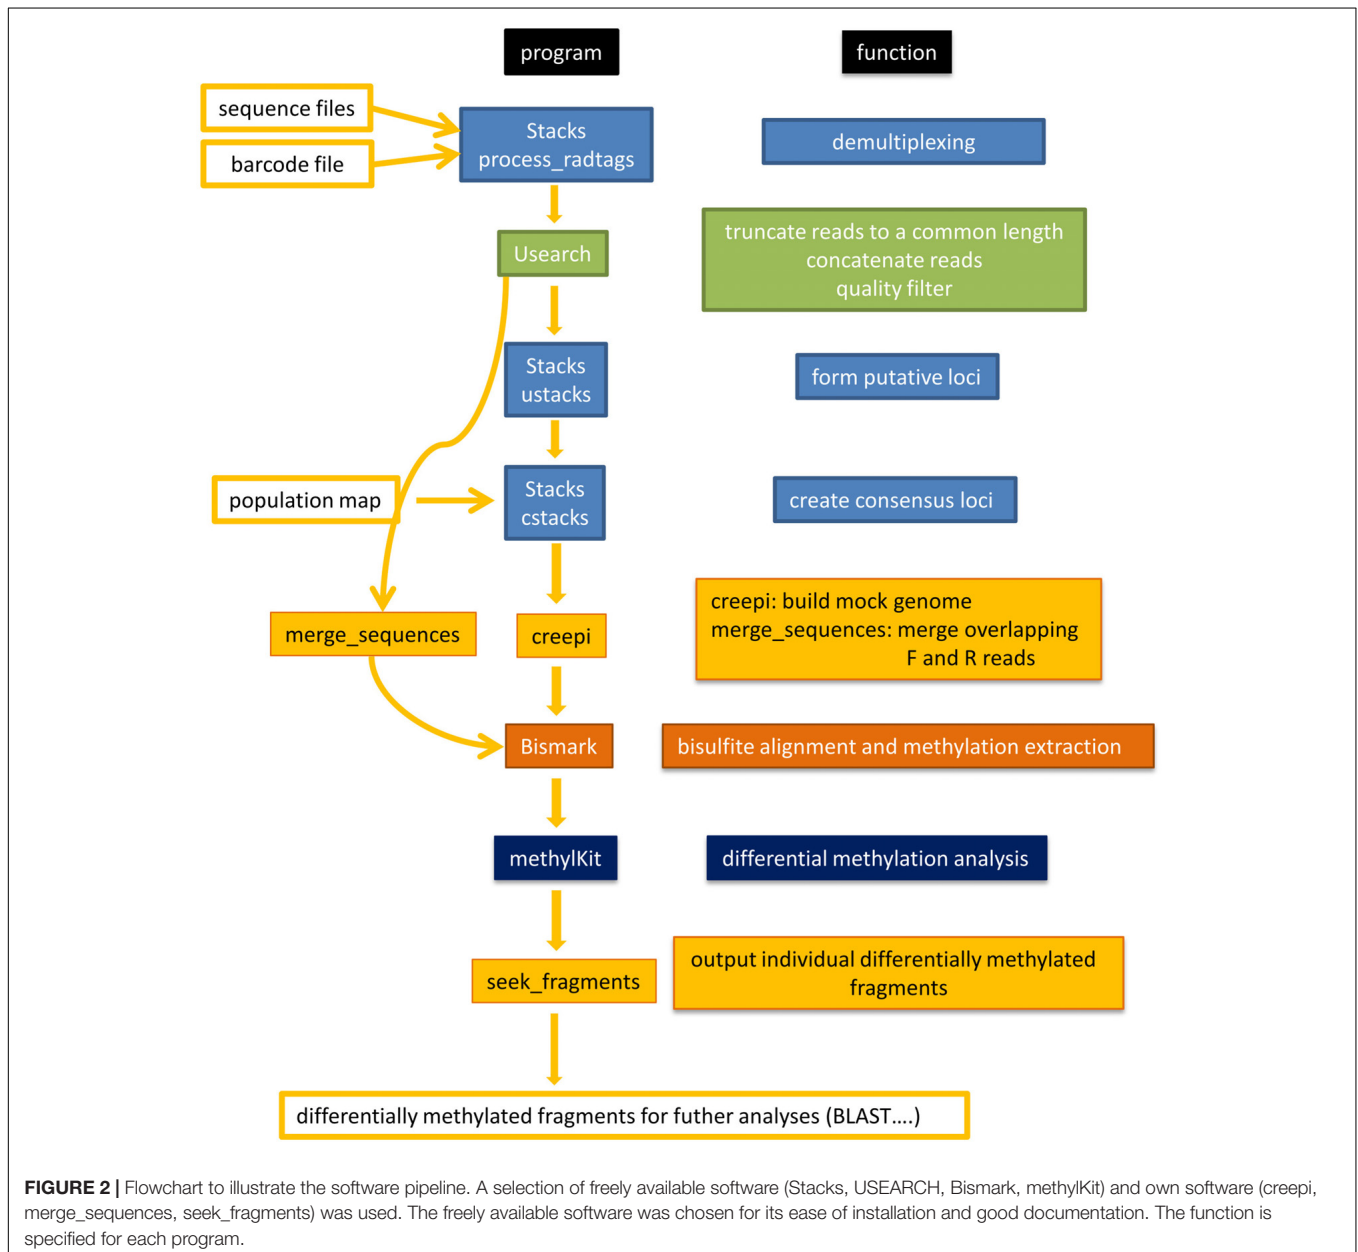 program
function
sequence files
barcode file
Stacks
process_radtags
demultiplexing
Usearch
truncate reads to a common length
concatenate reads
quality filter
Stacks
ustacks
form putative loci
population map
Stacks
cstacks
create consensus loci
merge_sequences
creepi
creepi: build mock genome
merge_sequences: merge overlapping
F and R reads
Bismark
bisulfite alignment and methylation extraction
methylKit
differential methylation analysis
seek_fragments
output individual differentially methylated
fragments
differentially methylated fragments for futher analyses (BLAST....)
FIGURE 2 | Flowchart to illustrate the software pipeline. A selection of freely available software (Stacks, USEARCH, Bismark, methylKit) and own software (creepi,
merge_sequences, seek_fragments) was used. The freely available software was chosen for its ease of installation and good documentation. The function is
specified for each program.